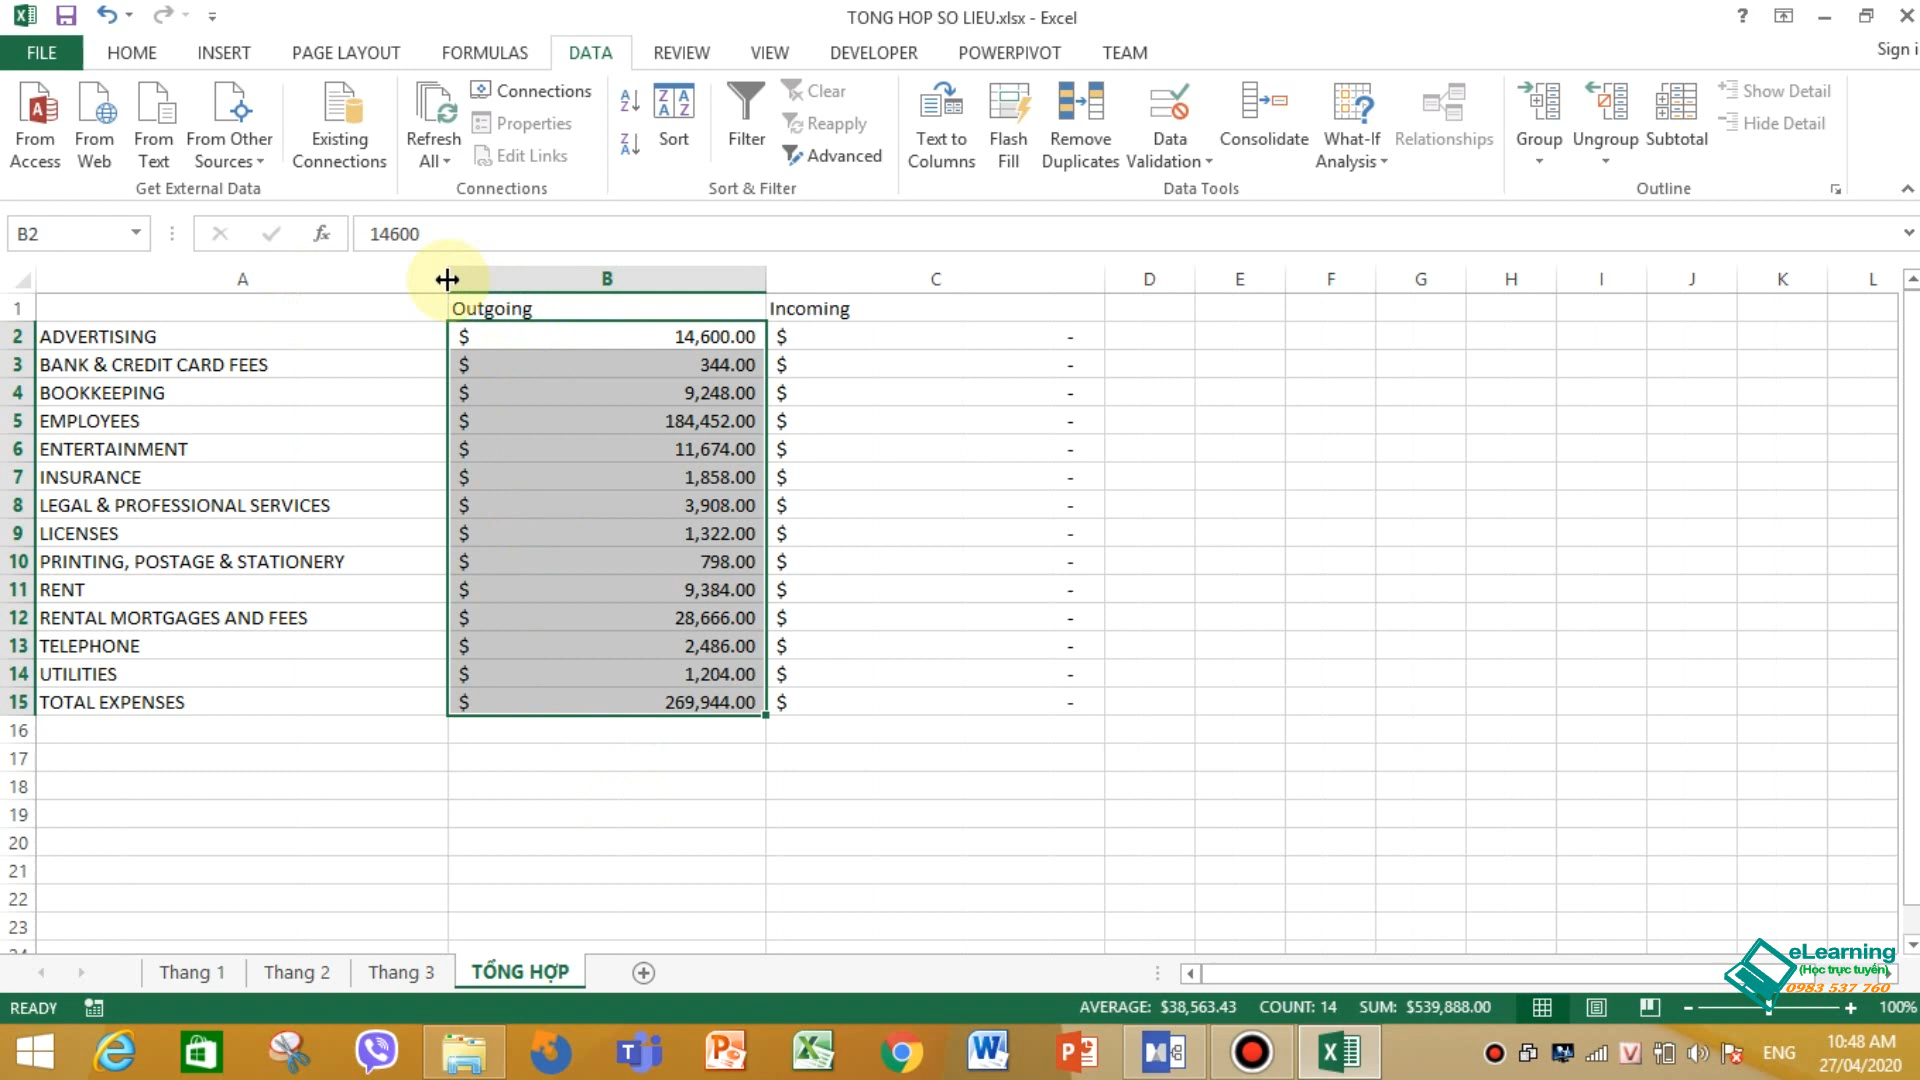 TONG HOP SO LIEU.xlsx - Excel
Sign i
FILE HOME INSERT PAGE LAYOUT FORMULAS DATA REVIEW VIEW DEVELOPER POWERPIVOT TEAM
From Access
From Web
From Text
From Other Sources
Existing Connections
Get External Data
Refresh All
Connections
Properties
Edit Links
Connections
Sort
Filter
Clear
Reapply
Advanced
Sort & Filter
Text to Columns
Flash Fill
Remove Duplicates
Data Validation
Consolidate
What-If Analysis
Relationships
Data Tools
Group
Ungroup
Subtotal
Show Detail
Hide Detail
Outline
B2 fx 14600
A B C D E F G H I J K L
1 Outgoing Incoming
2 ADVERTISING $ 14,600.00 $ -
3 BANK & CREDIT CARD FEES $ 344.00 $ -
4 BOOKKEEPING $ 9,248.00 $ -
5 EMPLOYEES $ 184,452.00 $ -
6 ENTERTAINMENT $ 11,674.00 $ -
7 INSURANCE $ 1,858.00 $ -
8 LEGAL & PROFESSIONAL SERVICES $ 3,908.00 $ -
9 LICENSES $ 1,322.00 $ -
10 PRINTING, POSTAGE & STATIONERY $ 798.00 $ -
11 RENT $ 9,384.00 $ -
12 RENTAL MORTGAGES AND FEES $ 28,666.00 $ -
13 TELEPHONE $ 2,486.00 $ -
14 UTILITIES $ 1,204.00 $ -
15 TOTAL EXPENSES $ 269,944.00 $ -
16
17
18
19
20
21
22
23
Thang 1 Thang 2 Thang 3 TỔNG HỢP
eLearning
(Học trực tuyến)
0983 537 760
READY AVERAGE: $38,563.43 COUNT: 14 SUM: $539,888.00 100%
ENG
10:48 AM
27/04/2020